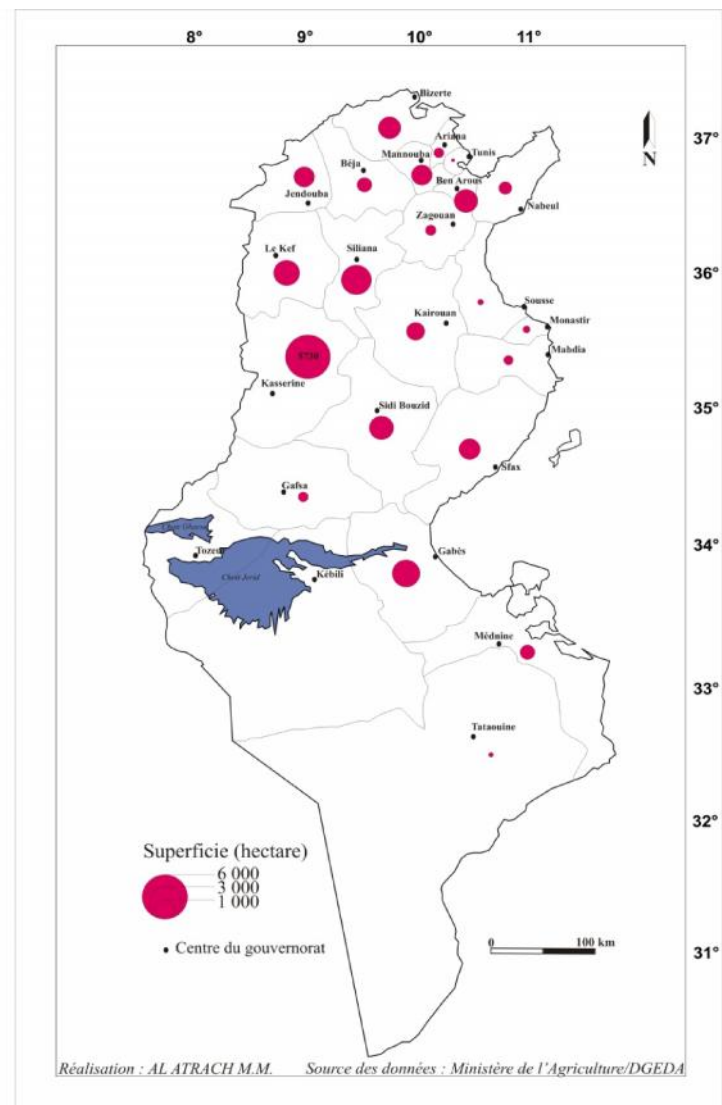 8° 9° 10° 11°
Bizerte
37°
Ariana
Tunis
Mannouba
Béja
N
Ben Arous
Jendouba
Nabeul
Zagouan
Le Kef
Siliana
36°
Sousse
Monastir
Kairouan
Mahdia
Kasserine
35°
Sidi Bouzid
Sfax
Gafsa
34°
Tozeur
Gabès
Chott Jerid
Kébili
Médnine
33°
Tataouine
32°
Superficie (hectare)
6 000
3 000
1 000
Centre du gouvernorat
0 100 km
31°
Réalisation : AL ATRACH M.M. Source des données : Ministère de l'Agriculture/DGEDA